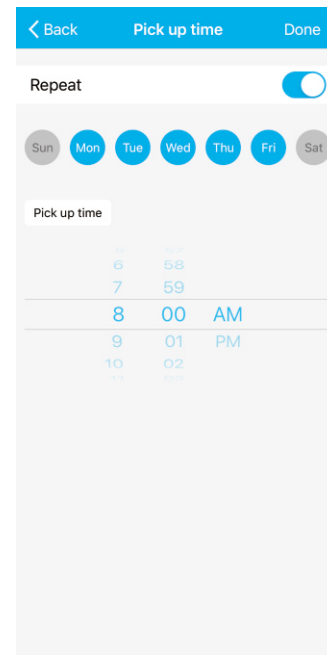 Back Pick up time Done
Repeat
Sun Mon Tue Wed Thu Fri Sat
Pick up time
6 58
7 59
8 00 AM
9 01 PM
10 02